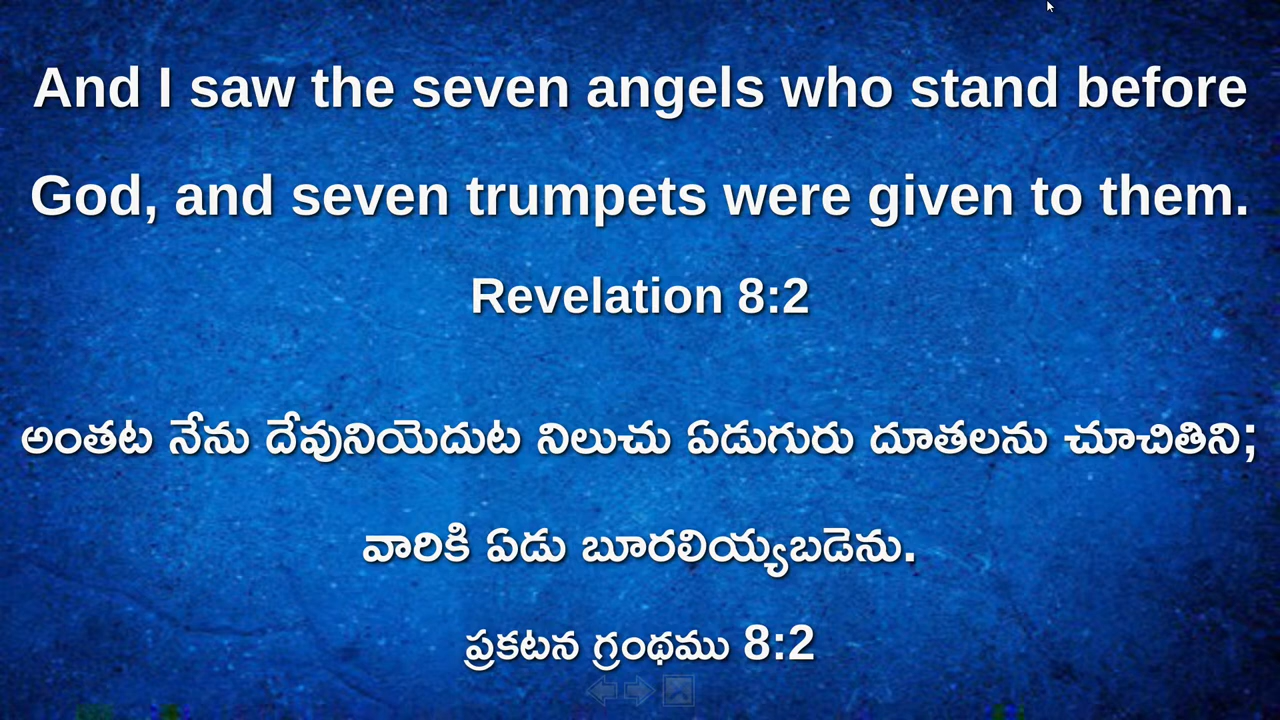 And I saw the seven angels who stand before
God, and seven trumpets were given to them.
Revelation 8:2
అంతట నేను దేవునియెదుట నిలుచు ఏడుగురు దూతలను చూచితిని;
వారికి ఏడు బూరలియ్యబడెను.
ప్రకటన గ్రంథము 8:2